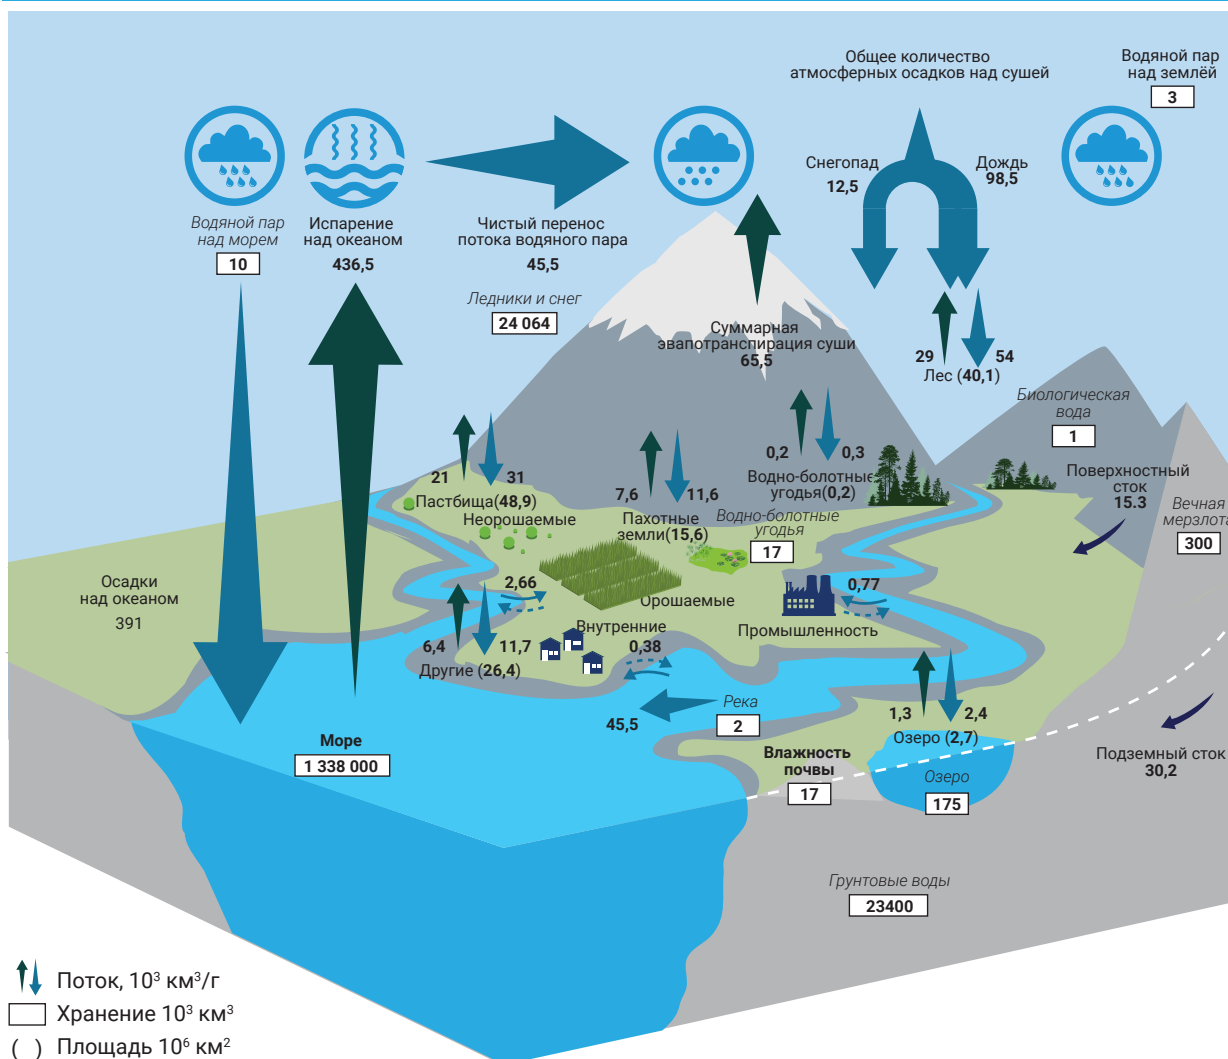 Общее количество
атмосферных осадков над сушей
Водяной пар
над землёй
3
Снегопад
12,5
Дождь
98,5
Водяной пар
над морем
10
Испарение
над океаном
436,5
Чистый перенос
потока водяного пара
45,5
Ледники и снег
24 064
Суммарная
эвапотранспирация суши
65,5
29
54
Лес (40,1)
Биологическая
вода
1
Поверхностный
сток
15.3
Вечная
мерзлота
300
21
31
Пастбища(48,9)
Неорошаемые
7,6
11,6
Пахотные
земли(15,6)
0,2
0,3
Водно-болотные
угодья(0,2)
Водно-болотные
угодья
17
Осадки
над океаном
391
2,66
Орошаемые
0,77
Промышленность
Внутренние
0,38
6,4
11,7
Другие (26,4)
45,5
Река
2
1,3
2,4
Озеро (2,7)
Море
1 338 000
Влажность
почвы
17
Озеро
175
Подземный сток
30,2
Грунтовые воды
23400
Поток, 10³ км³/г
Хранение 10³ км³
( ) Площадь 10⁶ км²